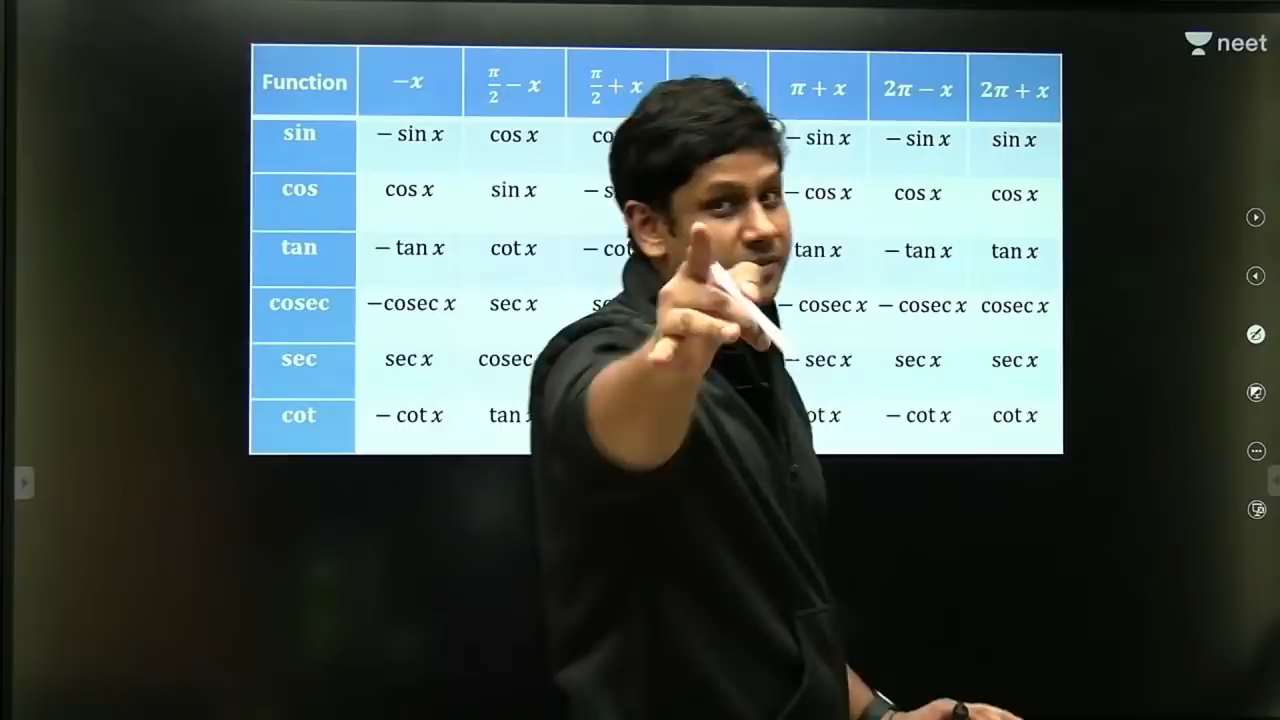 neet
Function −x π/2 − x π/2 + x π + x 2π − x 2π + x
sin − sin x cos x − sin x − sin x sin x
cos cos x sin x − cos x cos x cos x
tan − tan x cot x tan x − tan x tan x
cosec −cosec x sec x − cosec x − cosec x cosec x
sec sec x cosec − sec x sec x sec x
cot − cot x tan − cot x cot x